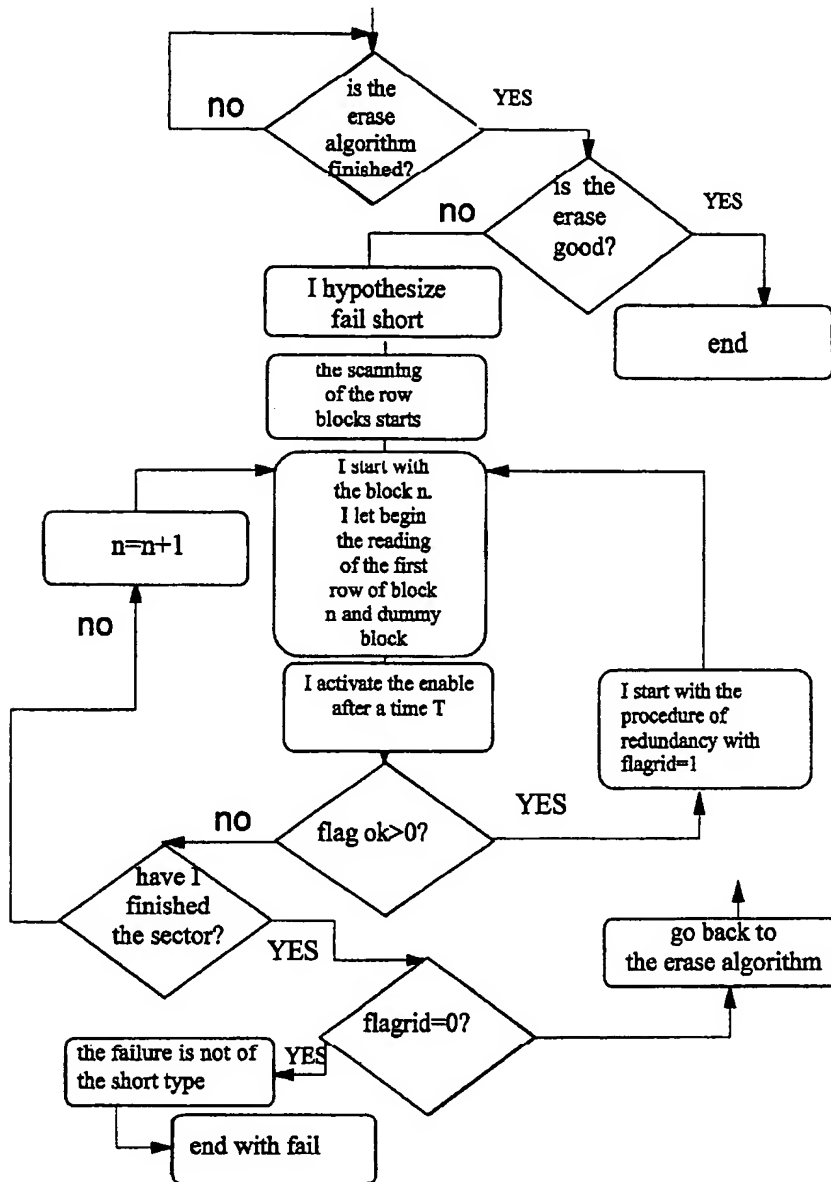 is the
erase
algorithm
finished?
no
YES
is the
erase
good?
no
YES
I hypothesize
fail short
end
the scanning
of the row
blocks starts
I start with
the block n.
I let begin
the reading
of the first
row of block
n and dummy
block
n=n+1
no
I activate the enable
after a time T
I start with the
procedure of
redundancy with
flagrid=1
flag ok>0?
no
YES
have I
finished
the sector?
YES
go back to
the erase algorithm
flagrid=0?
YES
the failure is not of
the short type
end with fail